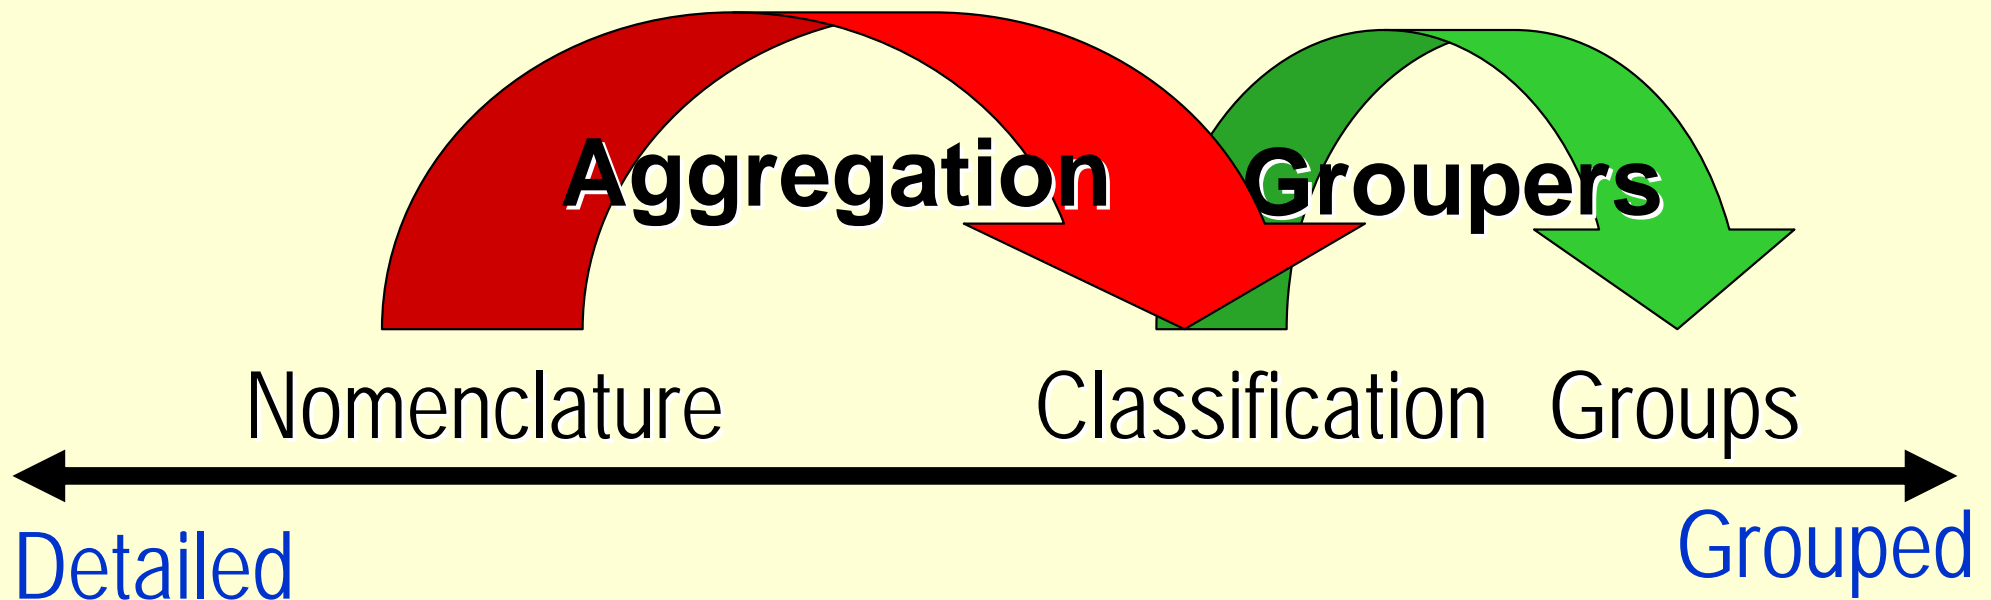 Aggregation
Groupers
Nomenclature
Classification
Groups
Detailed
Grouped